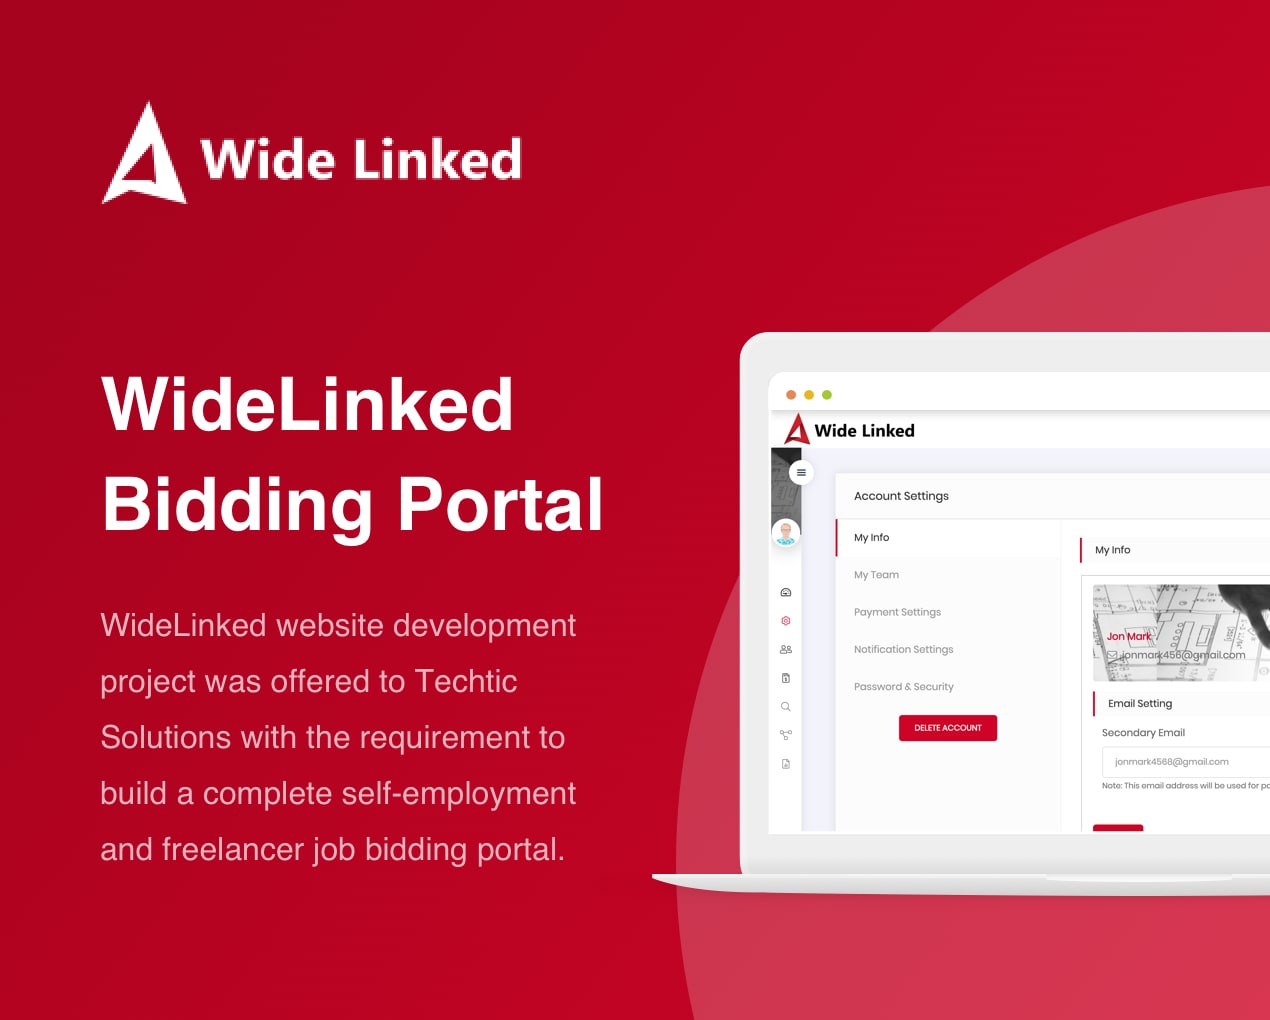 Wide Linked
WideLinked
Bidding Portal
WideLinked website development
project was offered to Techtic
Solutions with the requirement to
build a complete self-employment
and freelancer job bidding portal.
Wide Linked
Account Settings
My Info
My Team
Payment Settings
Notification Settings
Password & Security
DELETE ACCOUNT
My Info
Jon Mark
jonmark456@gmail.com
Email Setting
Secondary Email
jonmark4568@gmail.com
Note: This email address will be used for